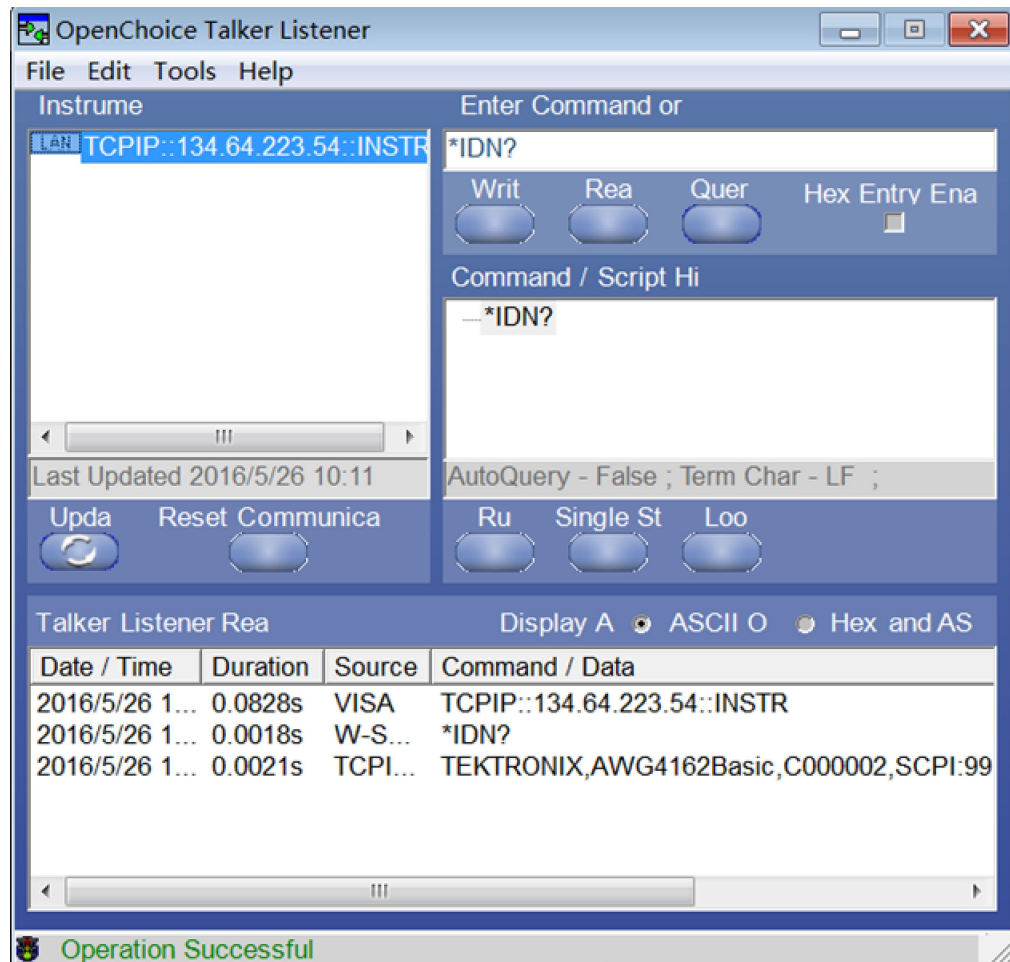 OpenChoice Talker Listener
File Edit Tools Help
Instrume
LAN TCPIP::134.64.223.54::INSTR
Last Updated 2016/5/26 10:11
Upda Reset Communica
Enter Command or
*IDN?
Writ Rea Quer Hex Entry Ena
Command / Script Hi
*IDN?
AutoQuery - False ; Term Char - LF ;
Ru Single St Loo
Talker Listener Rea Display A ASCII O Hex and AS
Date / Time Duration Source Command / Data
2016/5/26 1... 0.0828s VISA TCPIP::134.64.223.54::INSTR
2016/5/26 1... 0.0018s W-S... *IDN?
2016/5/26 1... 0.0021s TCPI... TEKTRONIX,AWG4162Basic,C000002,SCPI:99
Operation Successful